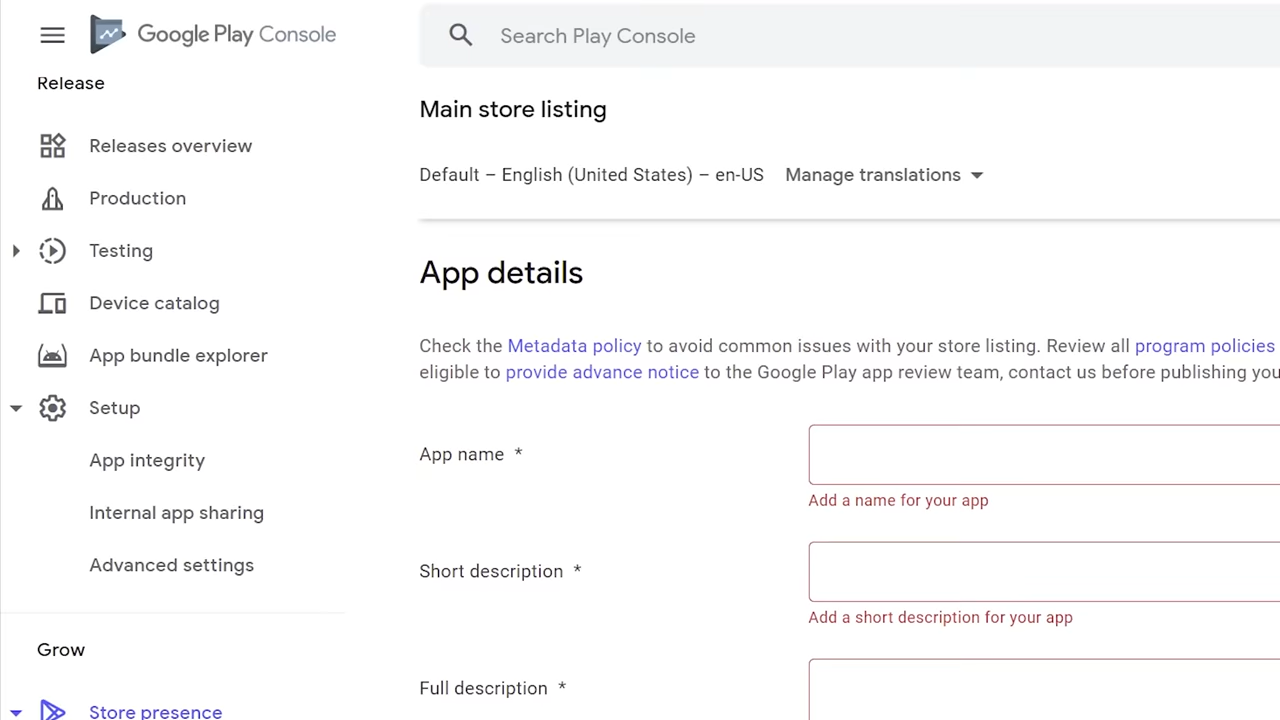 Google Play Console
Search Play Console
Release
Releases overview
Production
Testing
Device catalog
App bundle explorer
Setup
App integrity
Internal app sharing
Advanced settings
Grow
Store presence
Main store listing
Default – English (United States) – en-US Manage translations
App details
Check the Metadata policy to avoid common issues with your store listing. Review all program policies
eligible to provide advance notice to the Google Play app review team, contact us before publishing you
App name *
Add a name for your app
Short description *
Add a short description for your app
Full description *